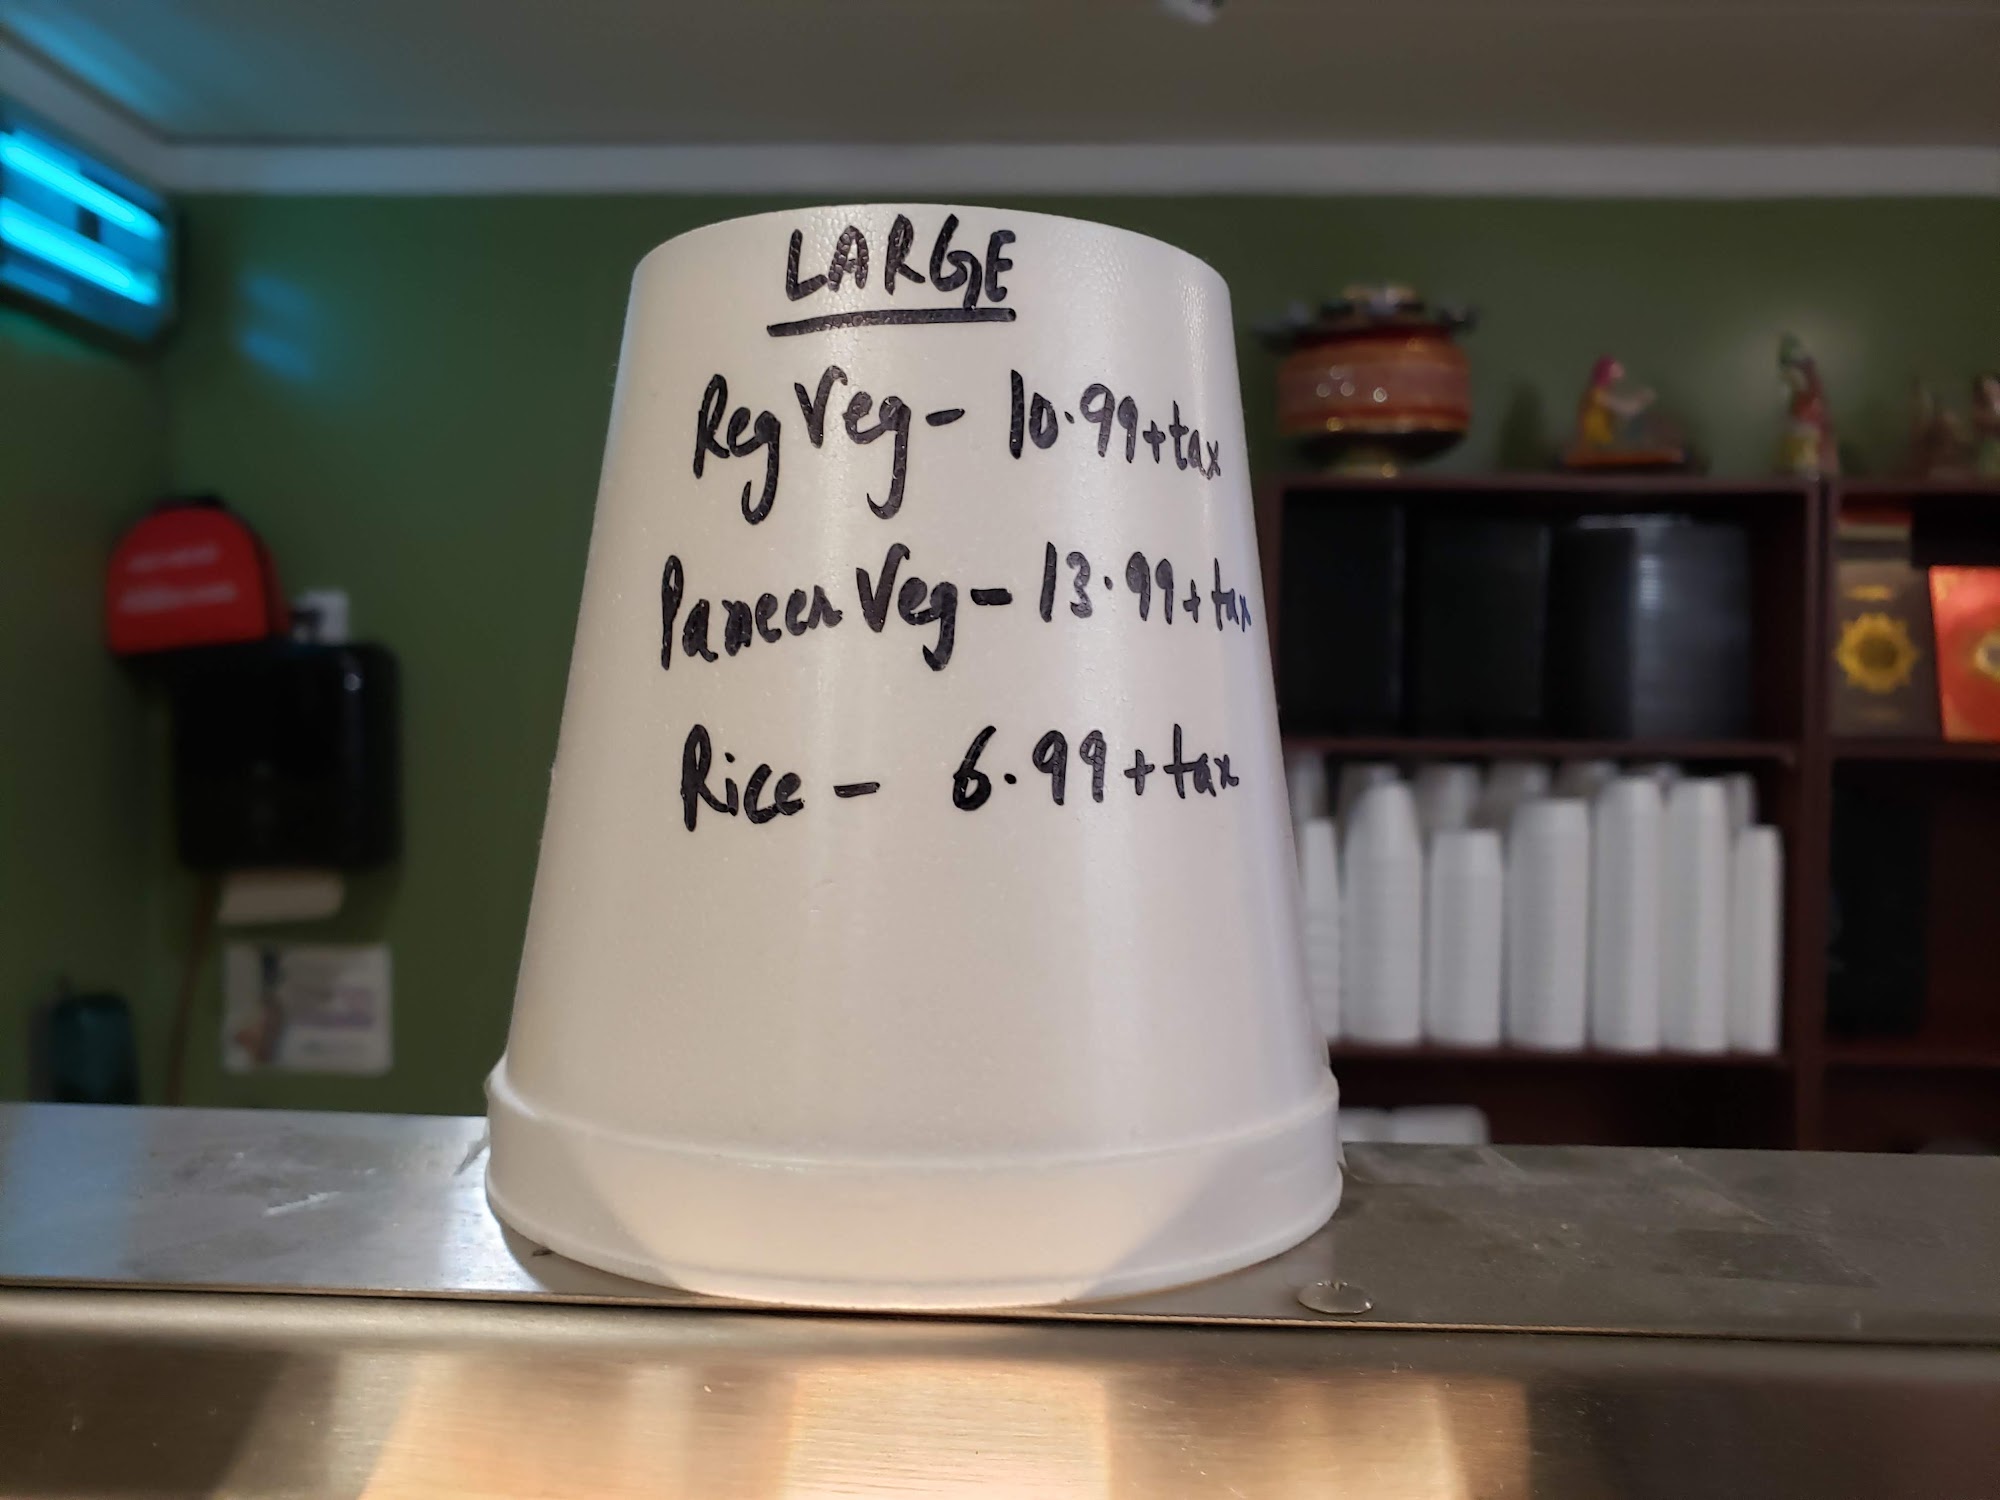 LARGE
Reg Veg - 10.99 + tax
Paneer Veg - 13.99 + tax
Rice - 6.99 + tax